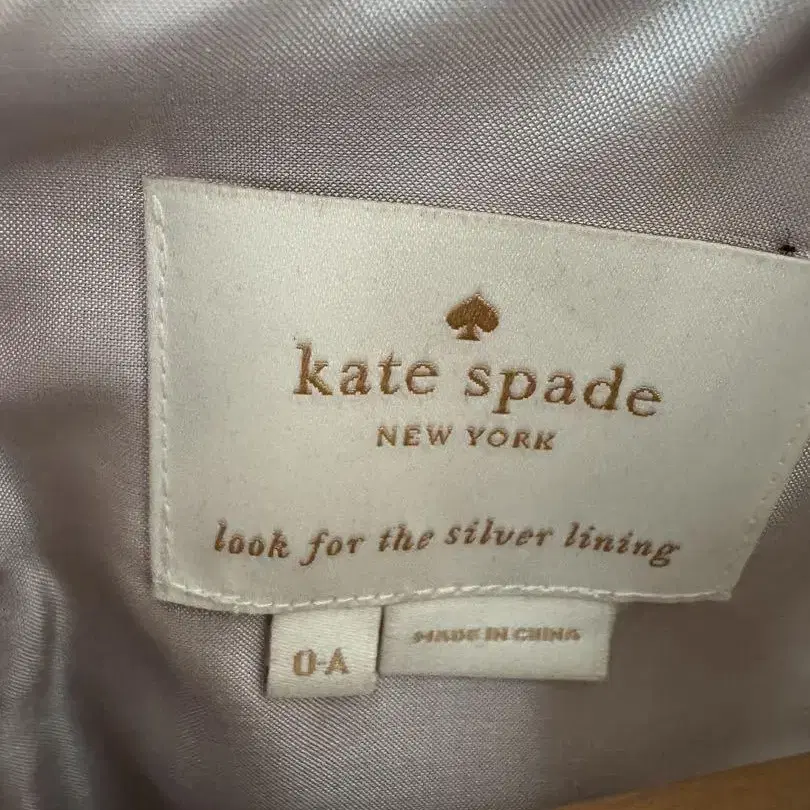 kate spade
NEW YORK
look for the silver lining
0-A
MADE IN CHINA